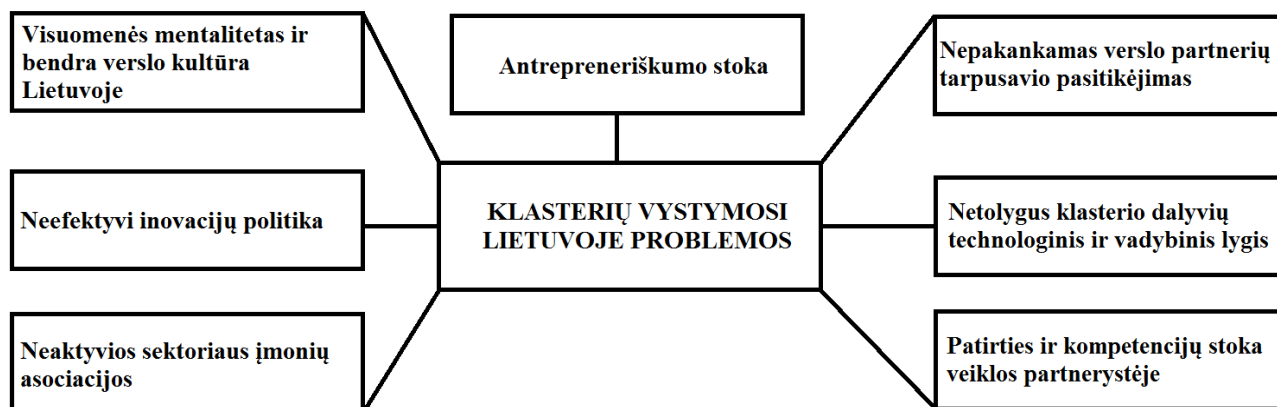 Visuomenės mentalitetas ir
bendra verslo kultūra
Lietuvoje
Antrepreneriškumo stoka
Nepakankamas verslo partnerių
tarpusavio pasitikėjimas
Neefektyvi inovacijų politika
KLASTERIŲ VYSTYMOSI
LIETUVOJE PROBLEMOS
Netolygus klasterio dalyvių
technologinis ir vadybinis lygis
Neaktyvios sektoriaus įmonių
asociacijos
Patirties ir kompetencijų stoka
veiklos partnerystėje